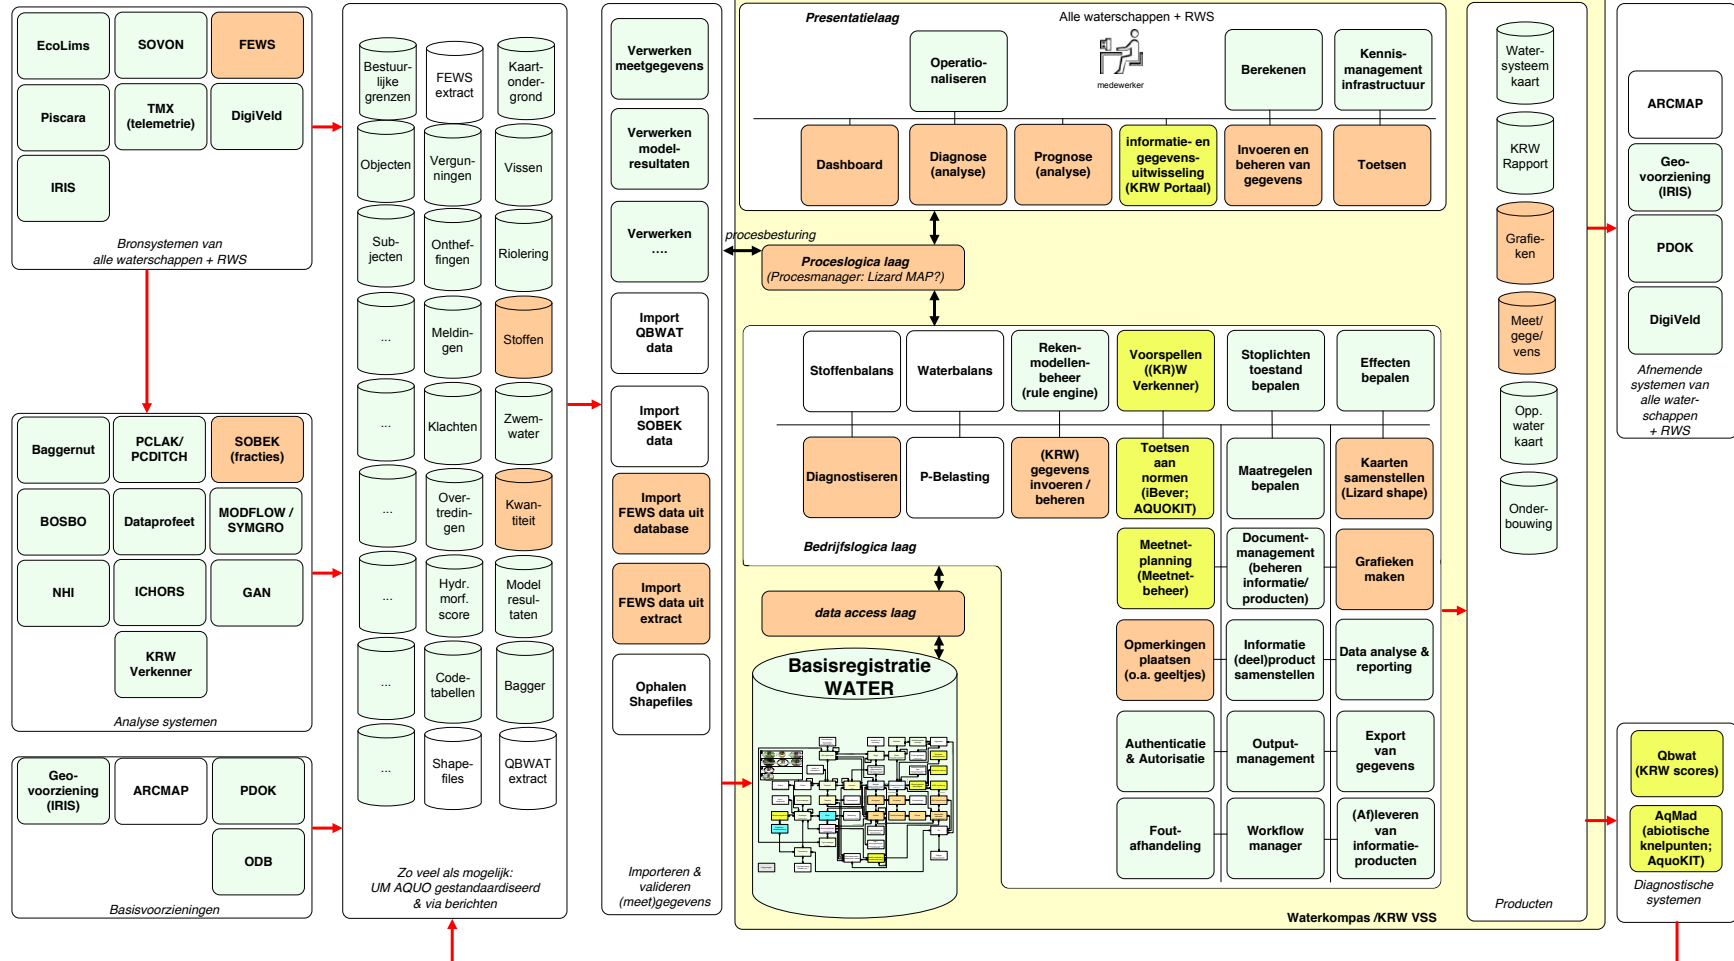 EcoLims
SOVON
FEWS
Piscara
TMX
(telemetrie)
DigiVeld
IRIS
Bronsystemen van
alle waterschappen + RWS
Baggernut
PCLAK/
PCDITCH
SOBEK
(fracties)
BOSBO
Dataprofeet
MODFLOW /
SYMGRO
NHI
ICHORS
GAN
KRW
Verkenner
Analyse systemen
Geo-
voorziening
(IRIS)
ARCMAP
PDOK
ODB
Basisvoorzieningen
Bestuur-
lijke
grenzen
FEWS
extract
Kaart-
onder-
grond
Objecten
Vergun-
ningen
Vissen
Sub-
jecten
Onthef-
fingen
Riolering
...
Meldin-
gen
Stoffen
...
Klachten
Zwem-
water
...
Over-
tredin-
gen
Kwan-
titeit
...
Hydr.
morf.
score
Model
resul-
taten
...
Code-
tabellen
Bagger
...
Shape-
files
QBWAT
extract
Zo veel als mogelijk:
UM AQUO gestandaardiseerd
& via berichten
Verwerken
meetgegevens
Verwerken
model-
resultaten
Verwerken
....
Import
QBWAT
data
Import
SOBEK
data
Import
FEWS data uit
database
Import
FEWS data uit
extract
Ophalen
Shapefiles
Importeren &
valideren
(meet)gegevens
Presentatielaag
Alle waterschappen + RWS
medewerker
Operatio-
naliseren
Berekenen
Kennis-
management
infrastructuur
Dashboard
Diagnose
(analyse)
Prognose
(analyse)
informatie- en
gegevens-
uitwisseling
(KRW Portaal)
Invoeren en
beheren van
gegevens
Toetsen
procesbesturing
Proceslogica laag
(Procesmanager: Lizard MAP?)
Stoffenbalans
Waterbalans
Reken-
modellen-
beheer
(rule engine)
Voorspellen
((KR)W
Verkenner)
Stoplichten
toestand
bepalen
Effecten
bepalen
Diagnostiseren
P-Belasting
(KRW)
gegevens
invoeren /
beheren
Toetsen
aan
normen
(iBever;
AQUOKIT)
Maatregelen
bepalen
Kaarten
samenstellen
(Lizard shape)
Bedrijfslogica laag
Meetnet-
planning
(Meetnet-
beheer)
Document-
management
(beheren
informatie/
producten)
Grafieken
maken
data access laag
Opmerkingen
plaatsen
(o.a. geeltjes)
Informatie
(deel)product
samenstellen
Data analyse &
reporting
Basisregistratie
WATER
Authenticatie
& Autorisatie
Output-
management
Export
van
gegevens
Fout-
afhandeling
Workflow
manager
(Af)leveren
van
informatie-
producten
Waterkompas /KRW VSS
Water-
systeem
kaart
KRW
Rapport
Grafie-
ken
Meet/
gege/
vens
Opp.
water
kaart
Onder-
bouwing
Producten
ARCMAP
Geo-
voorziening
(IRIS)
PDOK
DigiVeld
Afnemende
systemen van
alle water-
schappen
+ RWS
Qbwat
(KRW scores)
AqMad
(abiotische
knelpunten;
AquoKIT)
Diagnostische
systemen